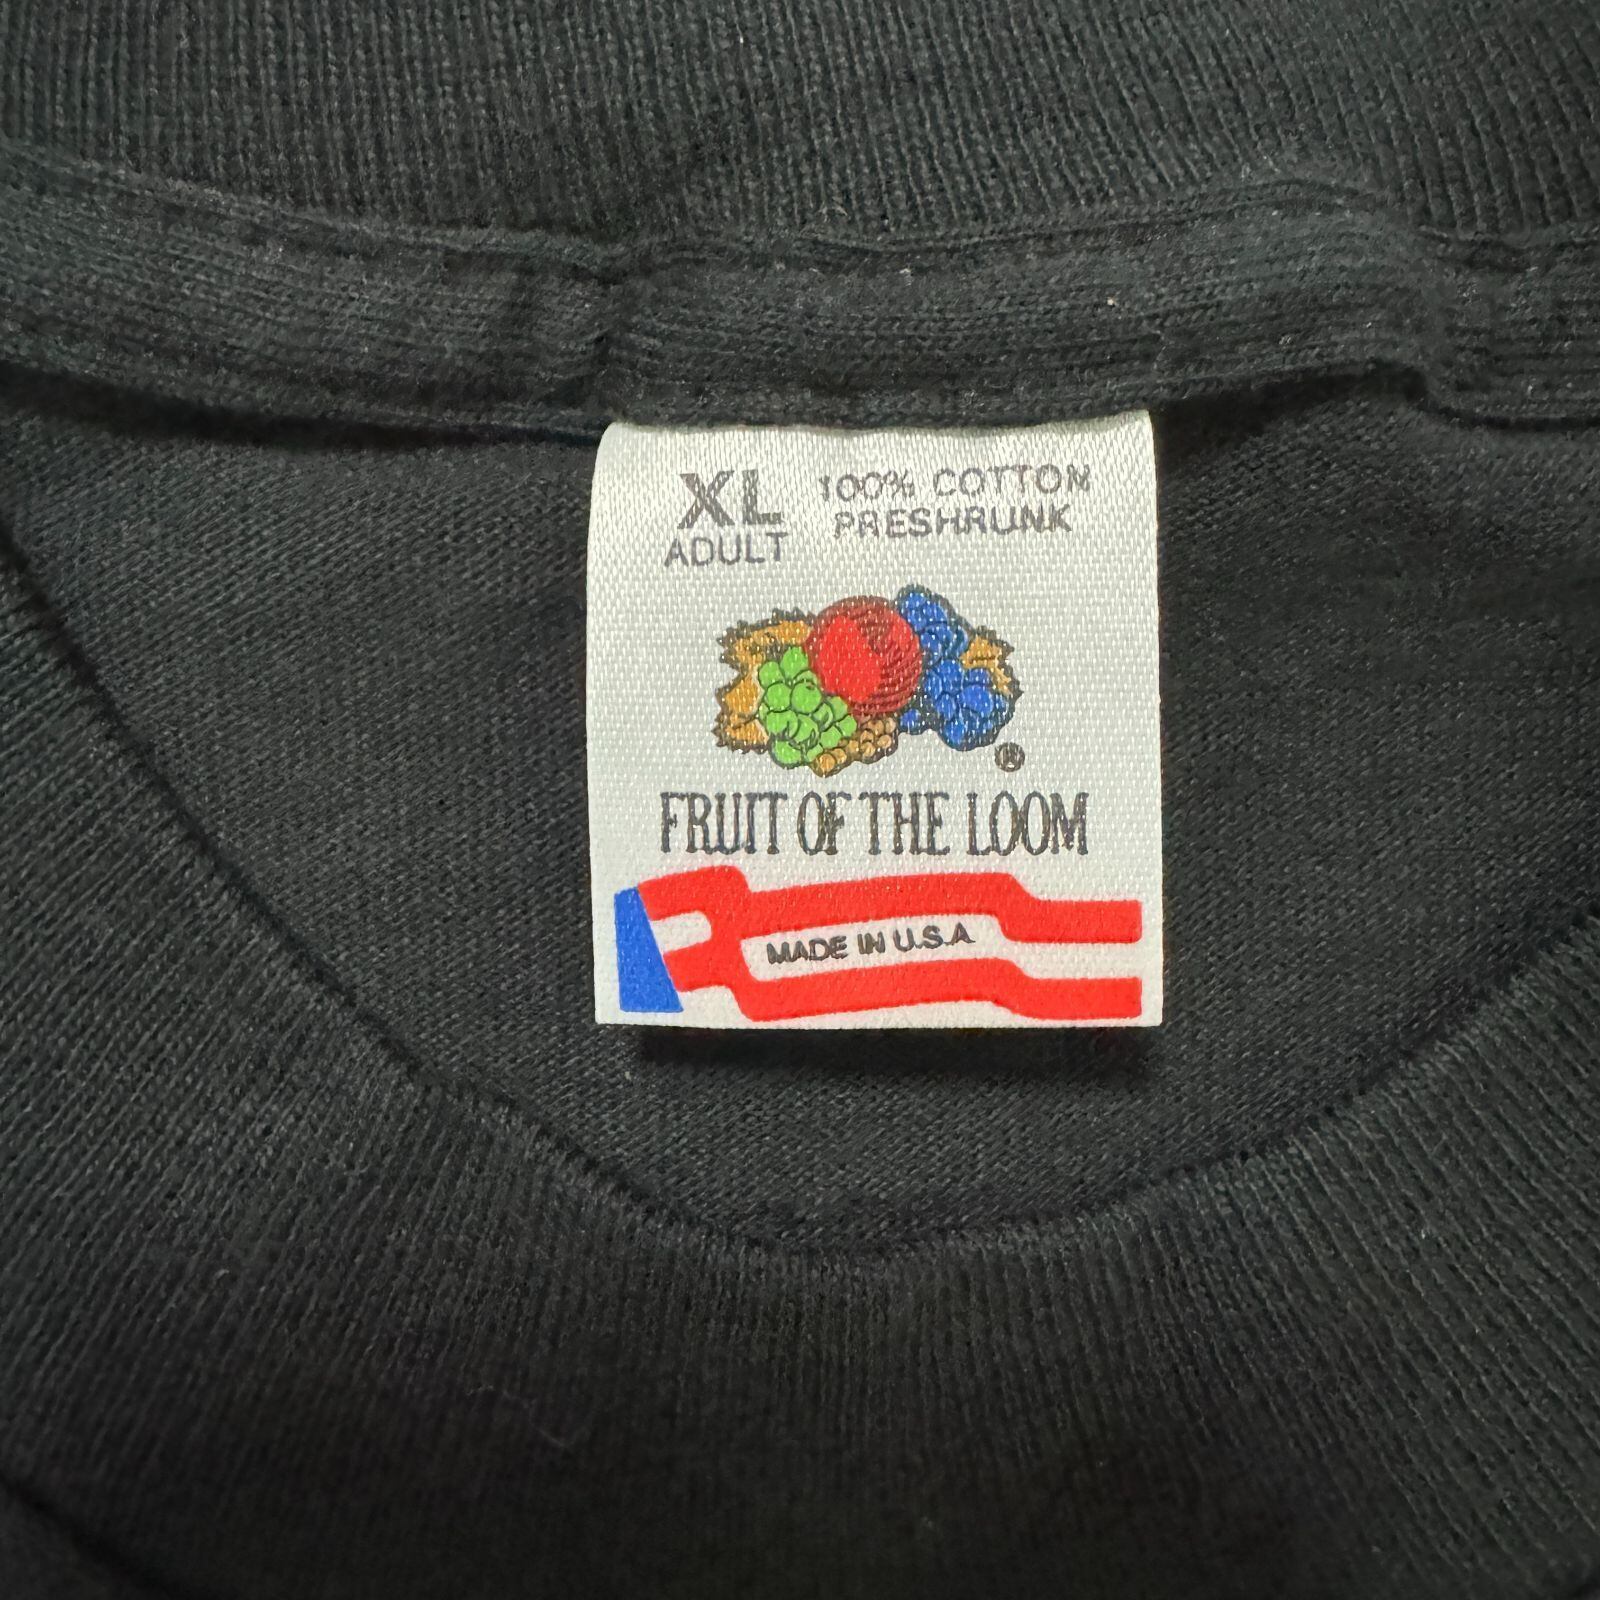 XL
ADULT
100% COTTON
PRESHRUNK
®
FRUIT OF THE LOOM
MADE IN U.S.A.